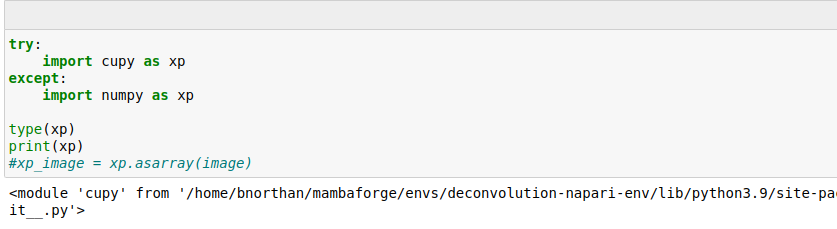 try:
    import cupy as xp
except:
    import numpy as xp
type(xp)
print(xp)
#xp_image = xp.asarray(image)
<module 'cupy' from '/home/bnorthan/mambaforge/envs/deconvolution-napari-env/lib/python3.9/site-pa
it__.py'>